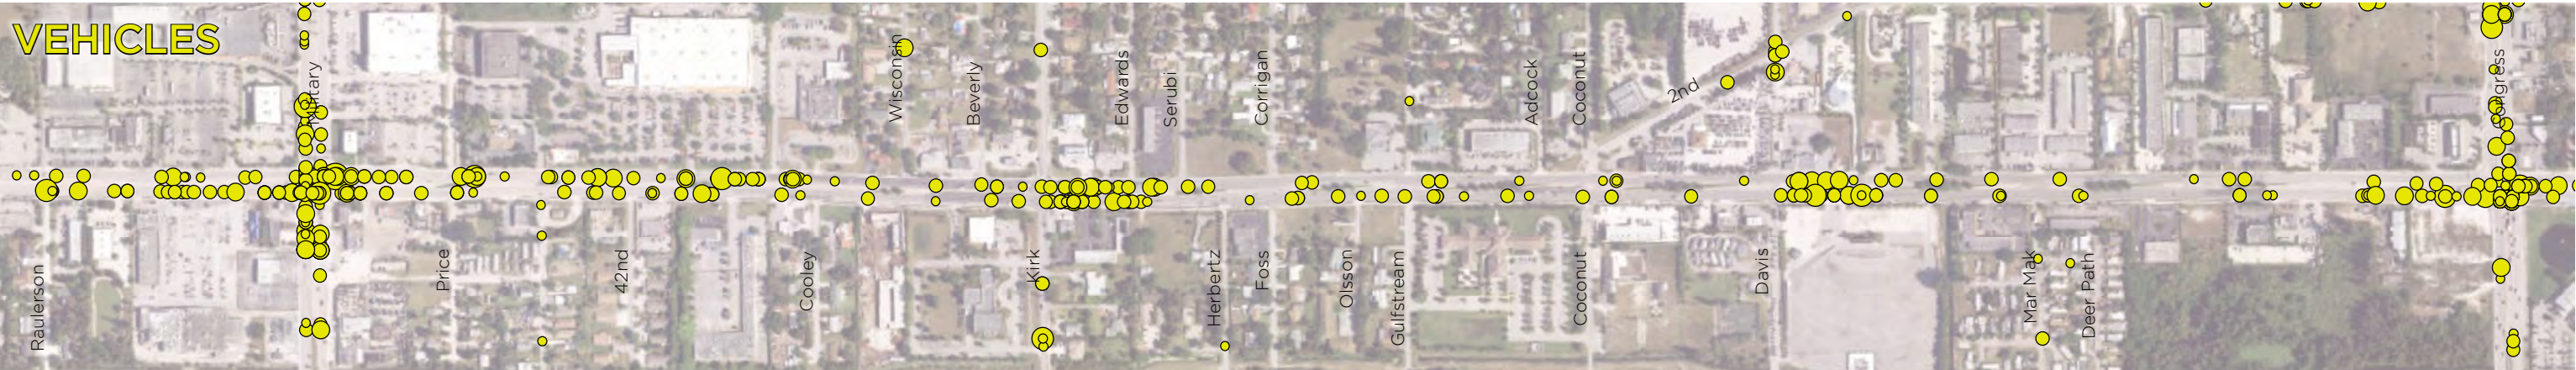 VEHICLES
Military
Wisconsin
Beverly
Edwards
Serubi
Corrigan
Adcock
Coconut
2nd
Raulerson
Price
42nd
Cooley
Kirk
Herbertz
Foss
Olsson
Gulfstream
Coconut
Davis
Mar Mak
Deer Path